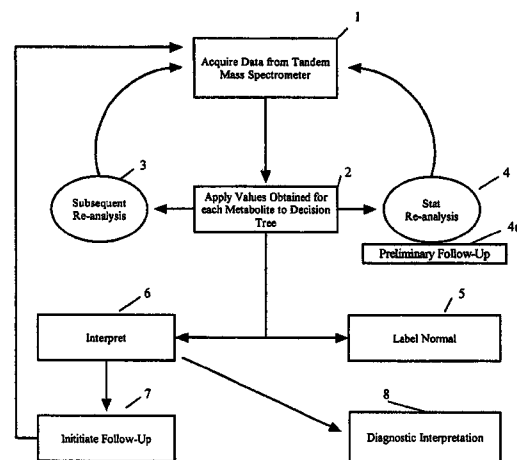 1
Acquire Data from Tandem
Mass Spectrometer
3
Subsequent
Re-analysis
2
Apply Values Obtained for
each Metabolite to Decision
Tree
4
Stat
Re-analysis
Preliminary Follow-Up
6
Interpret
5
Label Normal
7
Inititiate Follow-Up
8
Diagnostic Interpretation